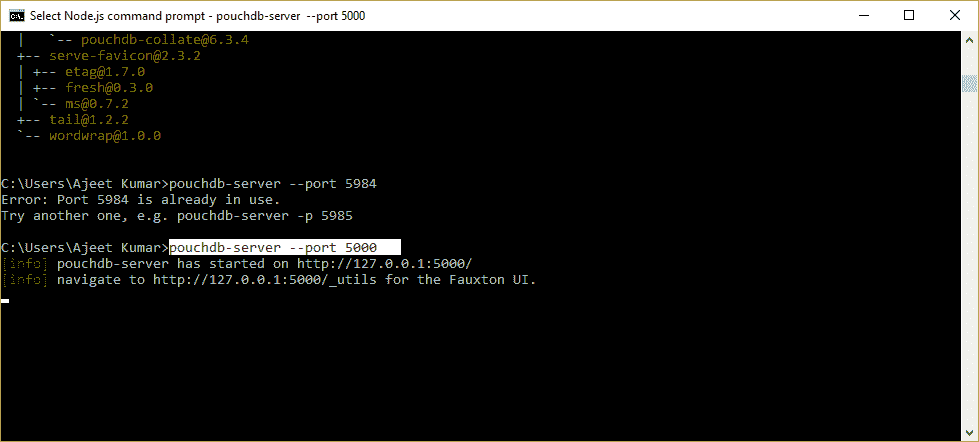 Select Node.js command prompt - pouchdb-server --port 5000
|   `-- pouchdb-collate@6.3.4
+-- serve-favicon@2.3.2
| +-- etag@1.7.0
| +-- fresh@0.3.0
| `-- ms@0.7.2
+-- tail@1.2.2
`-- wordwrap@1.0.0
C:\Users\Ajeet Kumar>pouchdb-server --port 5984
Error: Port 5984 is already in use.
Try another one, e.g. pouchdb-server -p 5985
C:\Users\Ajeet Kumar>pouchdb-server --port 5000
[info] pouchdb-server has started on http://127.0.0.1:5000/
[info] navigate to http://127.0.0.1:5000/_utils for the Fauxton UI.